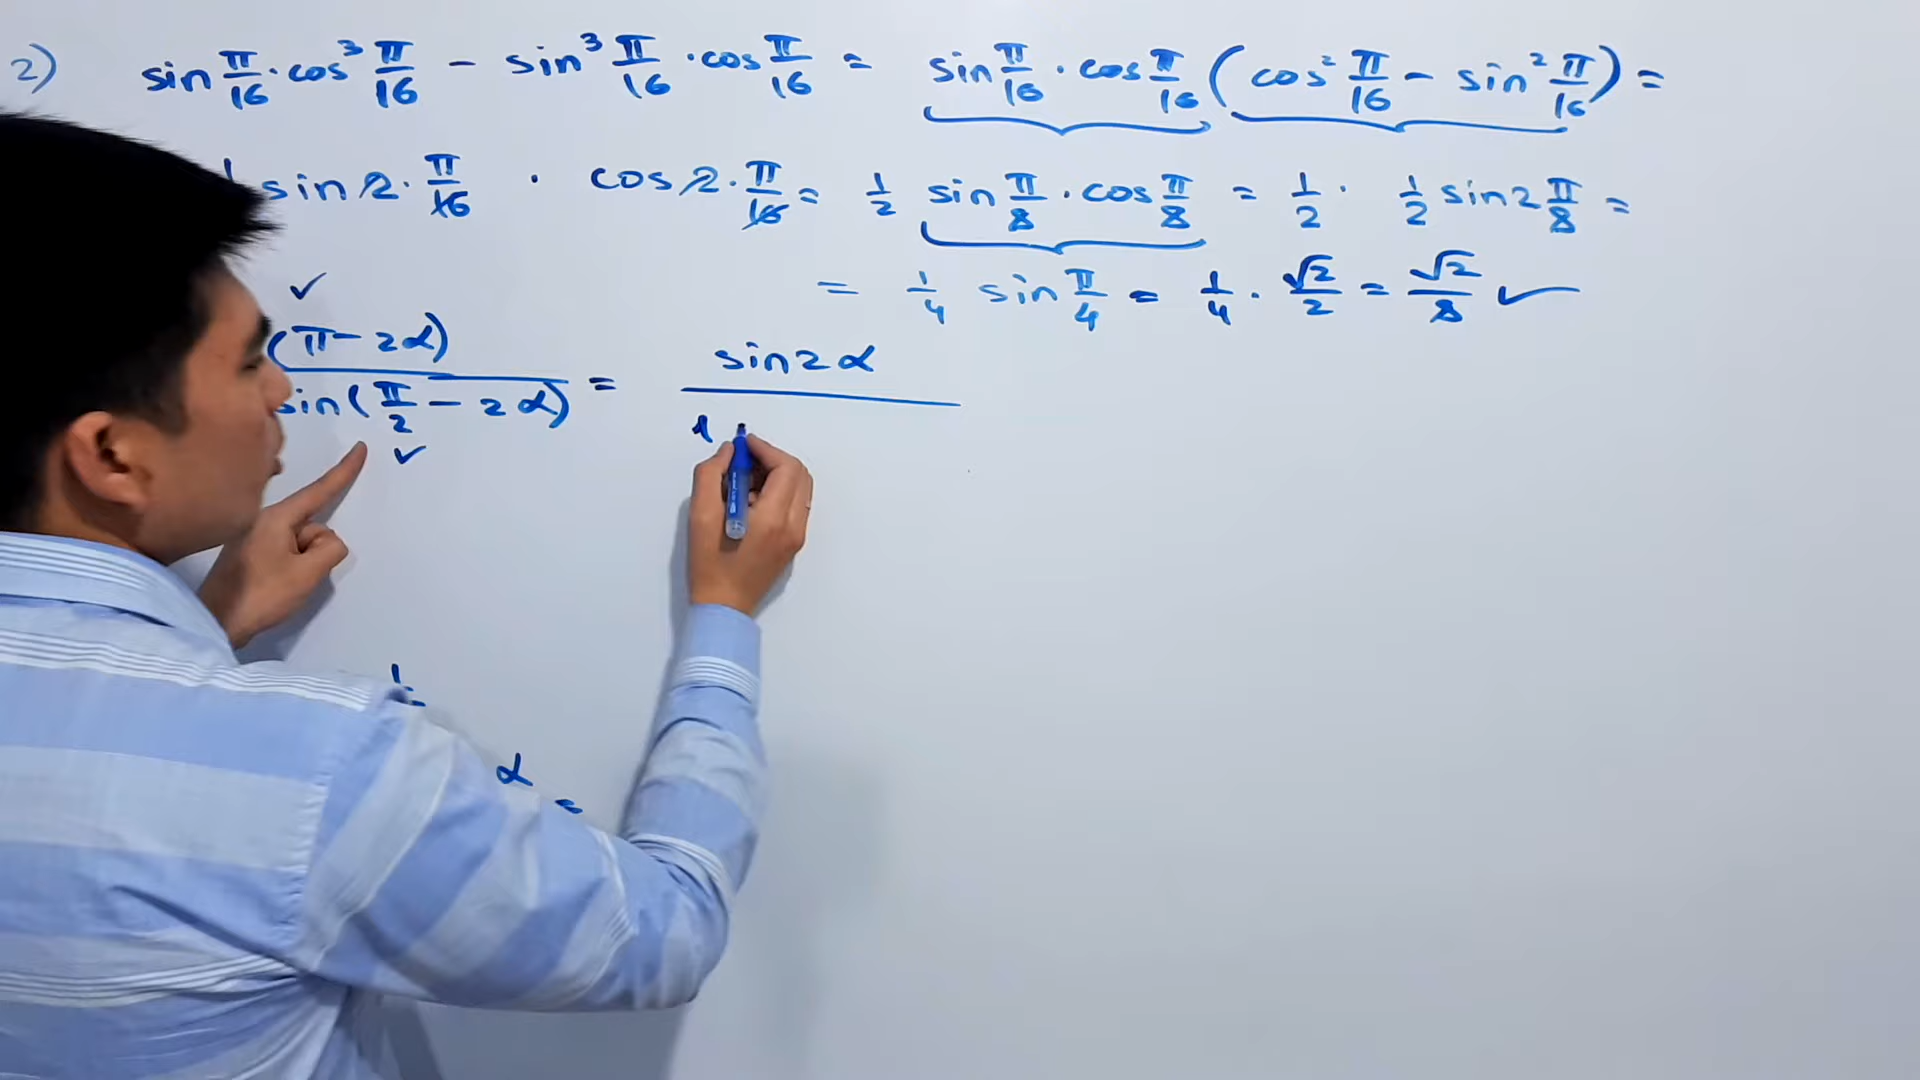 2) sin π/16 · cos³ π/16 − sin³ π/16 · cos π/16 = sin π/16 · cos π/16 (cos² π/16 − sin² π/16) =
sin 2 · π/16 · cos 2 · π/16 = 1/2 sin π/8 · cos π/8 = 1/2 · 1/2 sin 2 π/8 =
= 1/4 sin π/4 = 1/4 · √2/2 = √2/8 ✓
✓
(π − 2α) / sin(π/2 − 2α) = sin 2α / 1
✓
α =